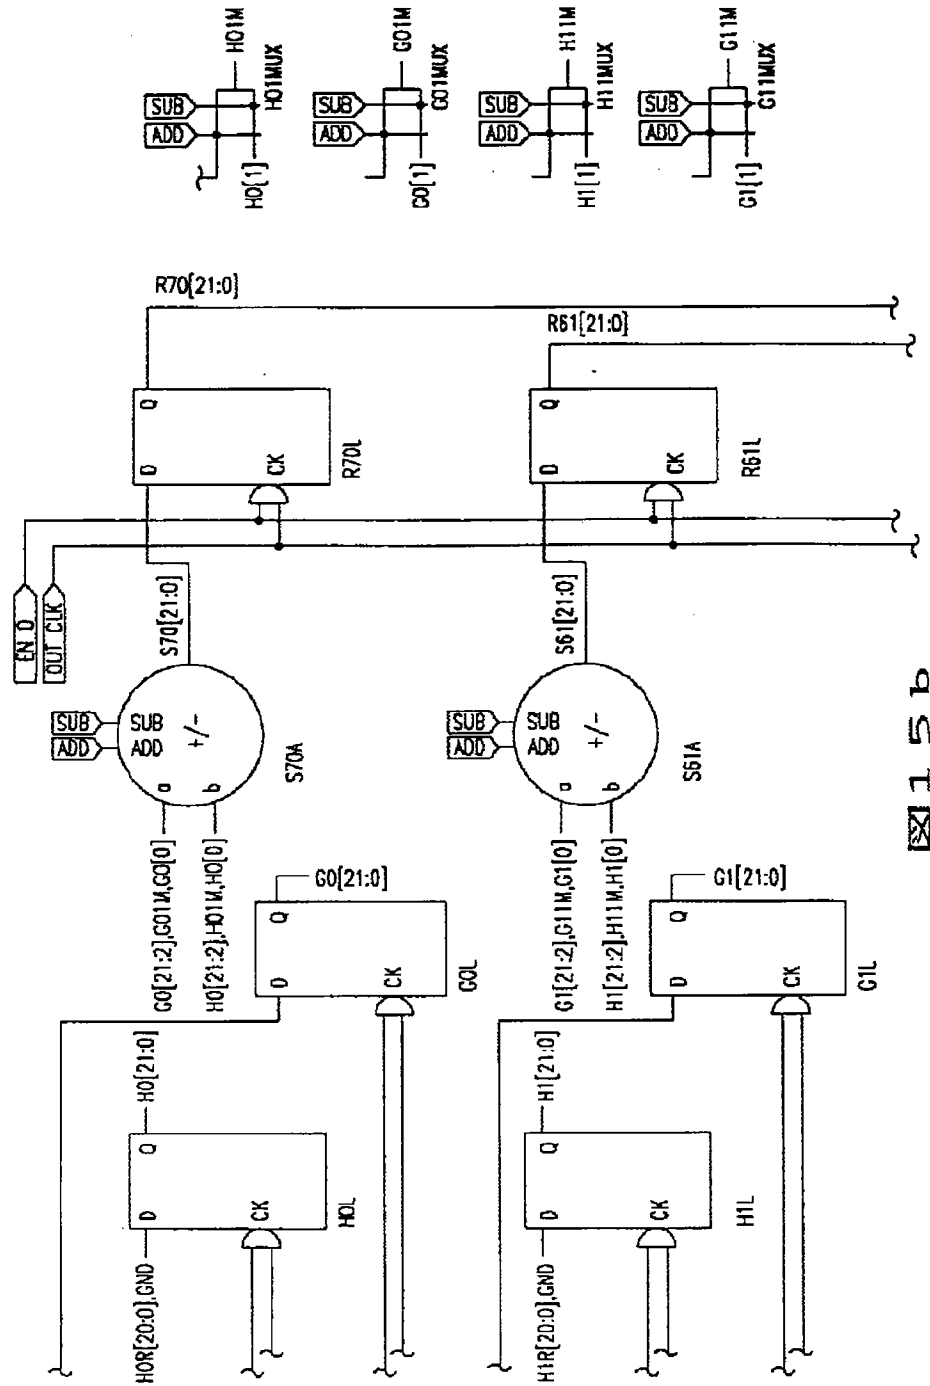 SUB
ADD
H01M
H01MUX
H0[1]
SUB
ADD
G01M
G01MUX
G0[1]
SUB
ADD
H11M
H11MUX
H1[1]
SUB
ADD
G11M
G11MUX
G1[1]
EN O
OUT CLK
R70[21:0]
Q
D
CK
R70L
R61[21:0]
Q
D
CK
R61L
S70[21:0]
SUB
ADD
SUB
ADD
+/-
a
b
S70A
G0[21:2],G01M,G0[0]
H0[21:2],H01M,H0[0]
S61[21:0]
SUB
ADD
SUB
ADD
+/-
a
b
S61A
G1[21:2],G11M,G1[0]
H1[21:2],H11M,H1[0]
G0[21:0]
Q
D
CK
G0L
G1[21:0]
Q
D
CK
G1L
H0[21:0]
Q
D
CK
H0L
H0R[20:0],GND
H1[21:0]
Q
D
CK
H1L
H1R[20:0],GND
図15b